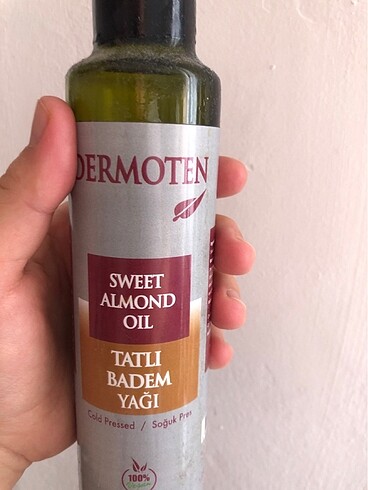 DERMOTEN
SWEET
ALMOND
OIL
TATLI
BADEM
YAĞI
Cold Pressed / Soğuk Pres
100%